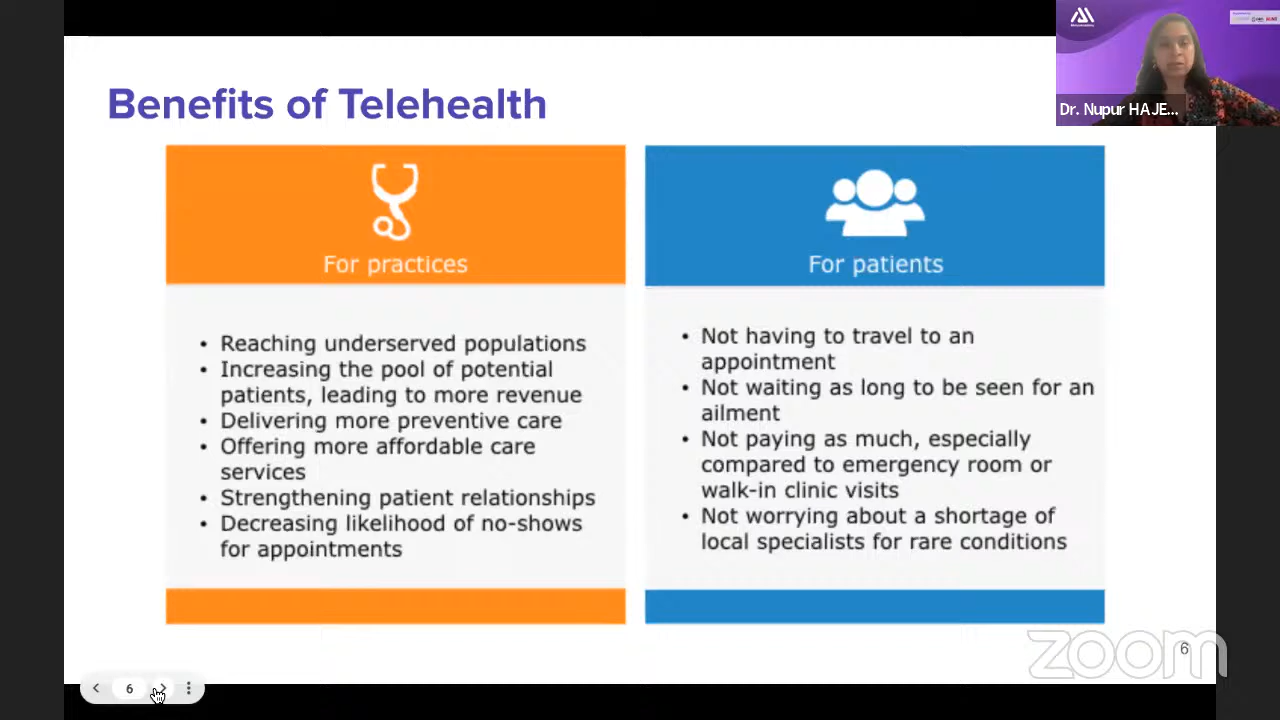 Benefits of Telehealth
Dr. Nupur HAJE...
For practices
• Reaching underserved populations
• Increasing the pool of potential
patients, leading to more revenue
• Delivering more preventive care
• Offering more affordable care
services
• Strengthening patient relationships
• Decreasing likelihood of no-shows
for appointments
For patients
• Not having to travel to an
appointment
• Not waiting as long to be seen for an
ailment
• Not paying as much, especially
compared to emergency room or
walk-in clinic visits
• Not worrying about a shortage of
local specialists for rare conditions
zoom
6
6